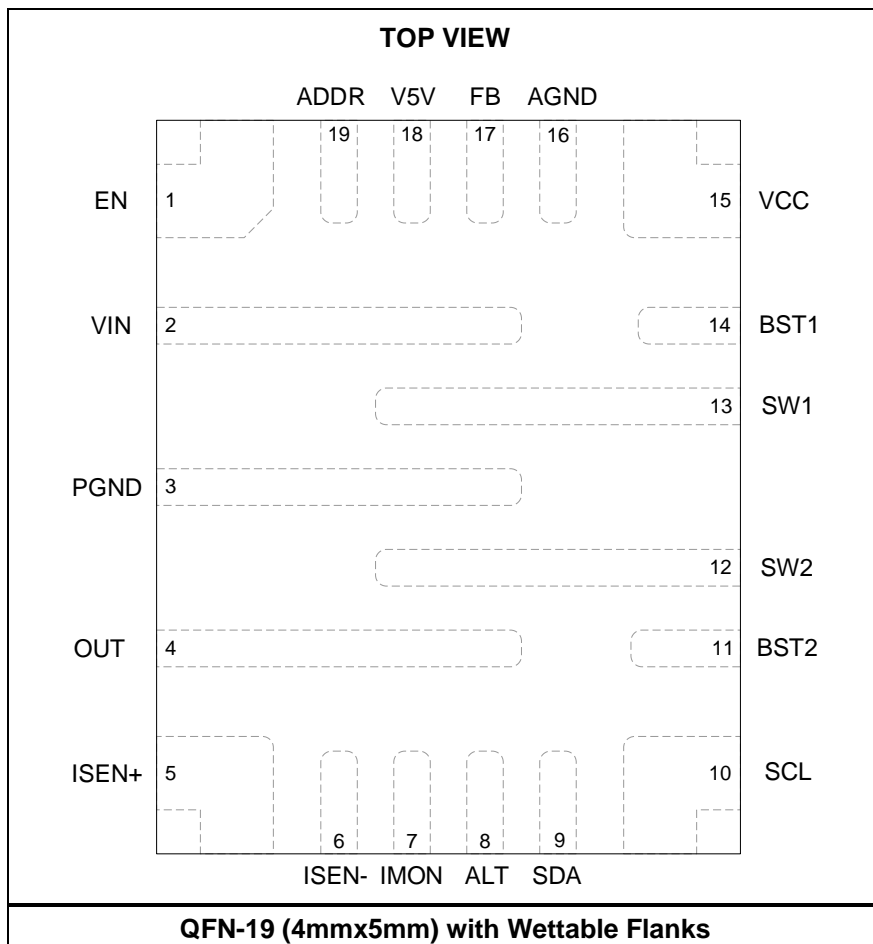 TOP VIEW
ADDR V5V FB AGND
19 18 17 16
EN 1 15 VCC
VIN 2 14 BST1
13 SW1
PGND 3
12 SW2
OUT 4 11 BST2
ISEN+ 5 10 SCL
6 7 8 9
ISEN- IMON ALT SDA
QFN-19 (4mmx5mm) with Wettable Flanks